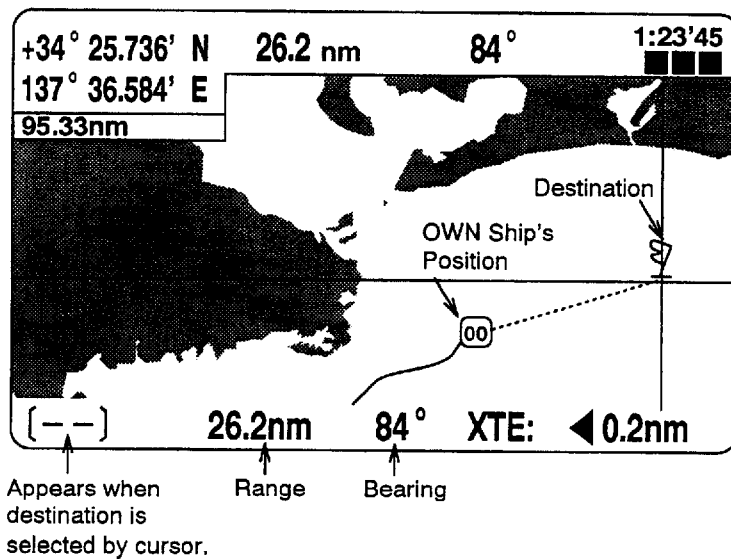 +34° 25.736' N 26.2 nm 84° 1:23'45
137° 36.584' E
95.33nm
Destination
OWN Ship's
Position
00
[--] 26.2nm 84° XTE: ◀0.2nm
Appears when
destination is
selected by cursor.
Range
Bearing